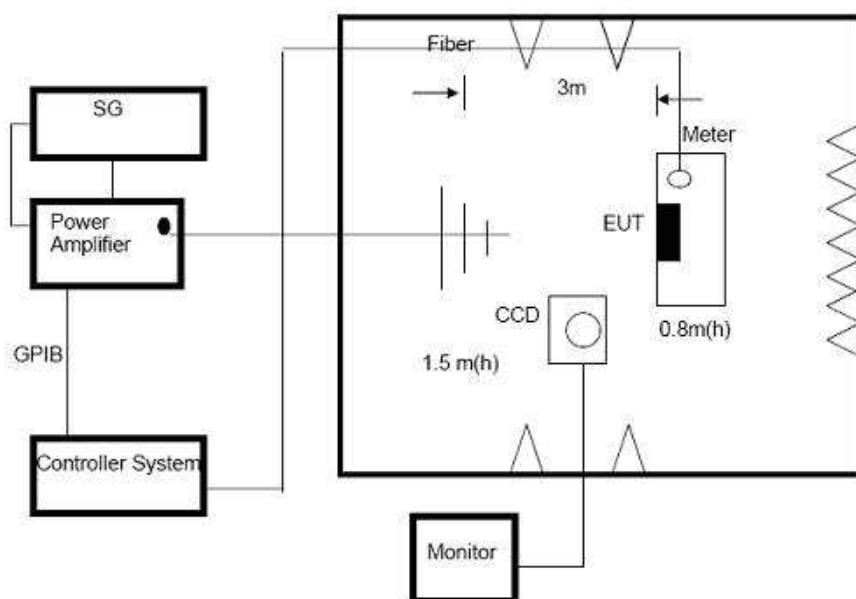 Fiber
3m
SG
Meter
Power
Amplifier
EUT
CCD
0.8m(h)
GPIB
1.5 m(h)
Controller System
Monitor